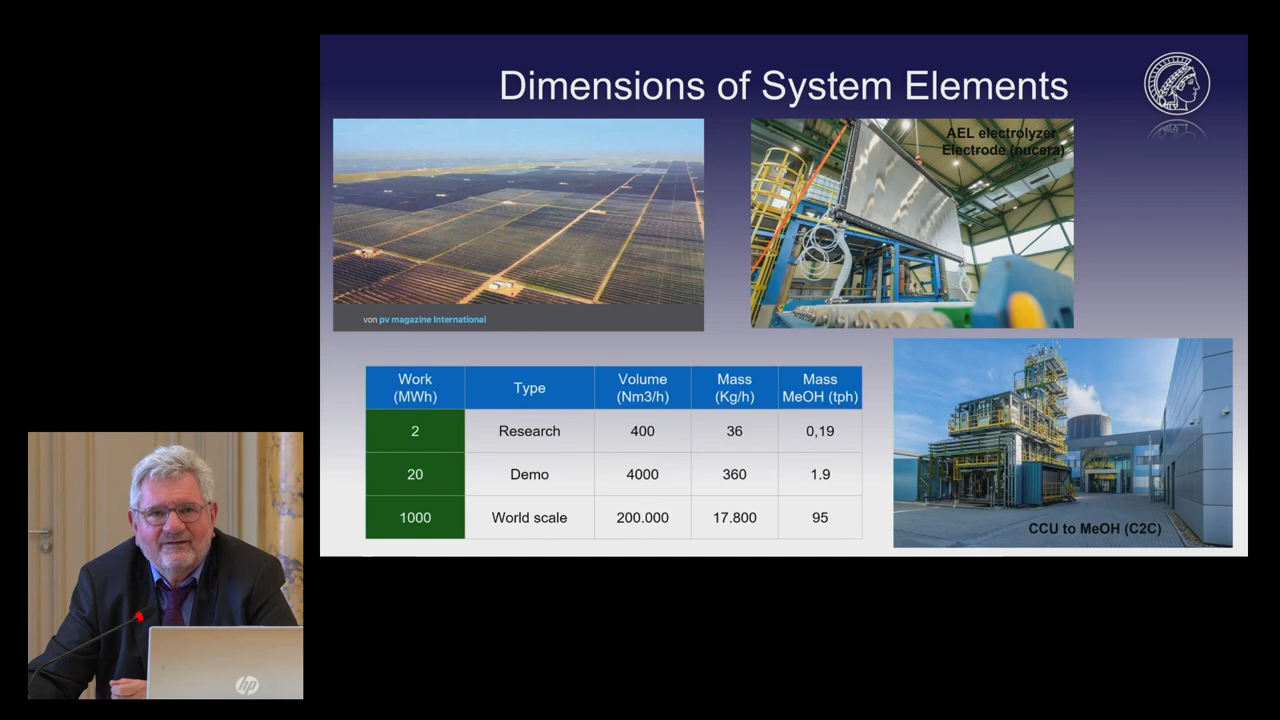 Dimensions of System Elements
AEL electrolyzer
Electrode (nucera)
von pv magazine International
Work
(MWh)
Type
Volume
(Nm3/h)
Mass
(Kg/h)
Mass
MeOH (tph)
2
Research
400
36
0,19
20
Demo
4000
360
1.9
1000
World scale
200.000
17.800
95
CCU to MeOH (C2C)
hp